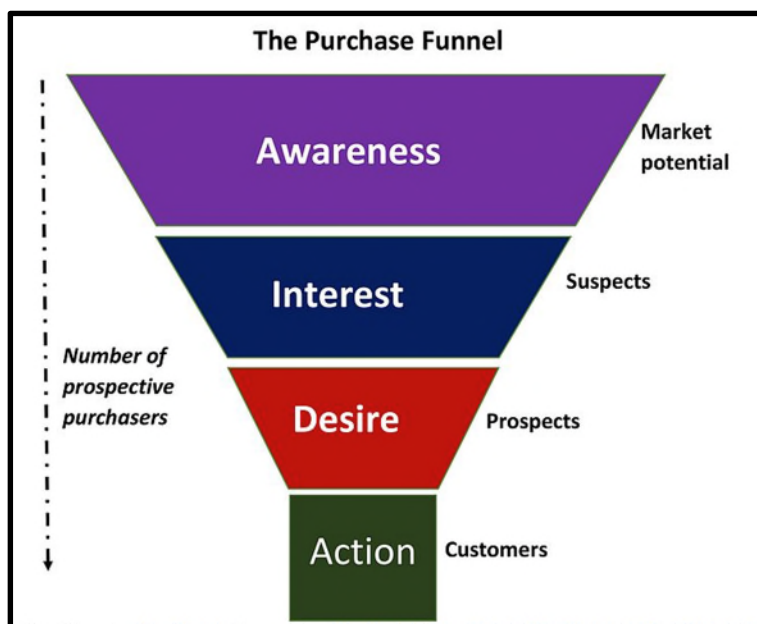 The Purchase Funnel
Awareness
Market
potential
Interest
Suspects
Number of
prospective
purchasers
Desire
Prospects
Action
Customers